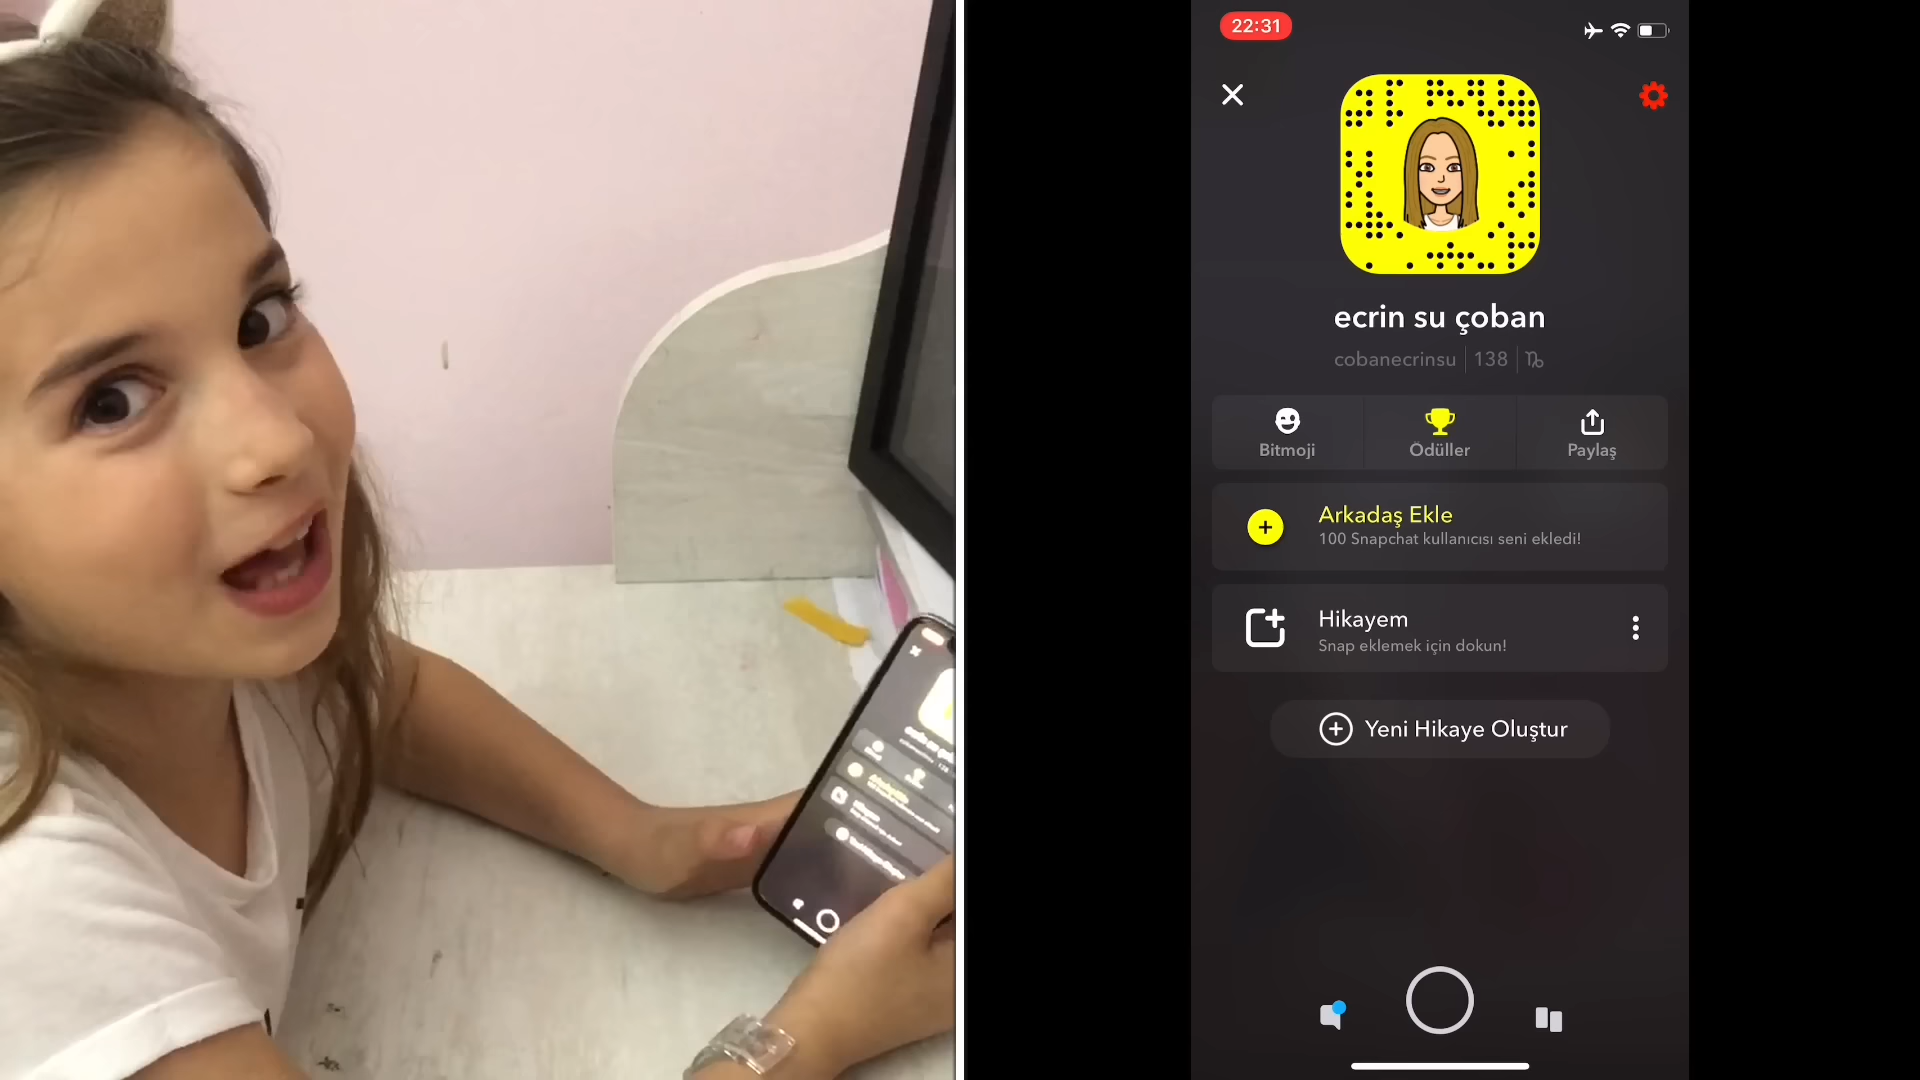 22:31
ecrin su çoban
cobanecrinsu 138
Bitmoji
Ödüller
Paylaş
Arkadaş Ekle
100 Snapchat kullanıcısı seni ekledi!
Hikayem
Snap eklemek için dokun!
Yeni Hikaye Oluştur